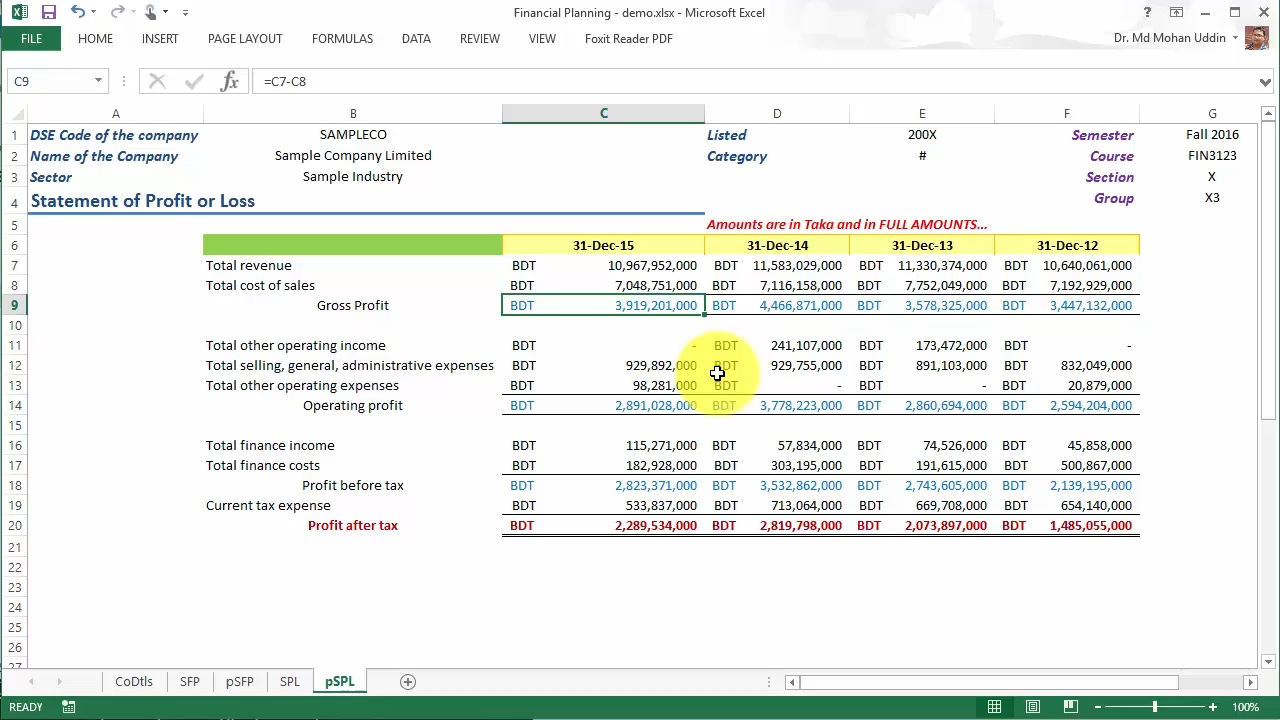 Financial Planning - demo.xlsx - Microsoft Excel
FILE HOME INSERT PAGE LAYOUT FORMULAS DATA REVIEW VIEW Foxit Reader PDF Dr. Md Mohan Uddin
C9 fx =C7-C8
A B C D E F G
1 DSE Code of the company SAMPLECO Listed 200X Semester Fall 2016
2 Name of the Company Sample Company Limited Category # Course FIN3123
3 Sector Sample Industry Section X
4 Statement of Profit or Loss Group X3
5 Amounts are in Taka and in FULL AMOUNTS...
6 31-Dec-15 31-Dec-14 31-Dec-13 31-Dec-12
7 Total revenue BDT 10,967,952,000 BDT 11,583,029,000 BDT 11,330,374,000 BDT 10,640,061,000
8 Total cost of sales BDT 7,048,751,000 BDT 7,116,158,000 BDT 7,752,049,000 BDT 7,192,929,000
9 Gross Profit BDT 3,919,201,000 BDT 4,466,871,000 BDT 3,578,325,000 BDT 3,447,132,000
10
11 Total other operating income BDT - BDT 241,107,000 BDT 173,472,000 BDT -
12 Total selling, general, administrative expenses BDT 929,892,000 BDT 929,755,000 BDT 891,103,000 BDT 832,049,000
13 Total other operating expenses BDT 98,281,000 BDT - BDT - BDT 20,879,000
14 Operating profit BDT 2,891,028,000 BDT 3,778,223,000 BDT 2,860,694,000 BDT 2,594,204,000
15
16 Total finance income BDT 115,271,000 BDT 57,834,000 BDT 74,526,000 BDT 45,858,000
17 Total finance costs BDT 182,928,000 BDT 303,195,000 BDT 191,615,000 BDT 500,867,000
18 Profit before tax BDT 2,823,371,000 BDT 3,532,862,000 BDT 2,743,605,000 BDT 2,139,195,000
19 Current tax expense BDT 533,837,000 BDT 713,064,000 BDT 669,708,000 BDT 654,140,000
20 Profit after tax BDT 2,289,534,000 BDT 2,819,798,000 BDT 2,073,897,000 BDT 1,485,055,000
21
22
23
24
25
26
27
CoDtls SFP pSFP SPL pSPL
READY 100%